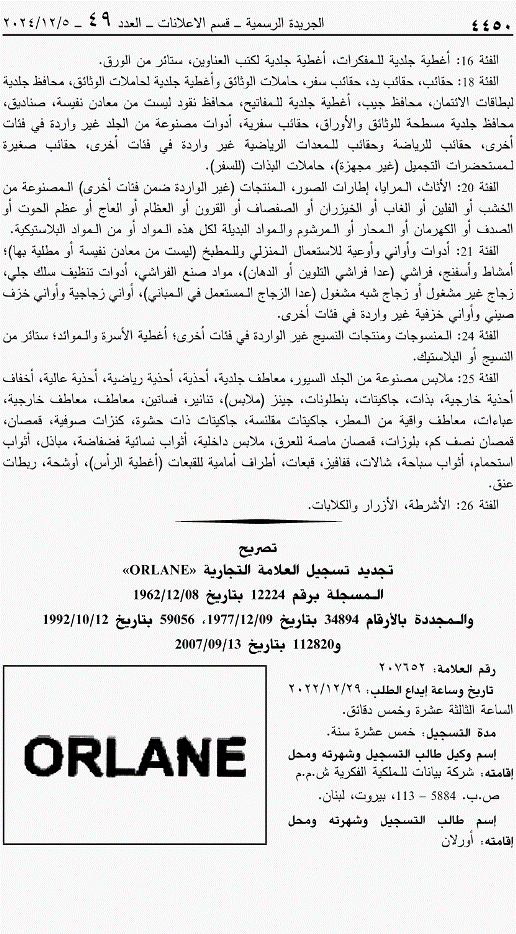 ٤٤٥٠ الجريدة الرسمية – قسم الاعلانات – العدد ٤٩ – ٢٠٢٤/١٢/٥
الفئة 16: أغطية جلدية للمفكرات، أغطية جلدية لكتب العناوين، ستائر من الورق.
الفئة 18: حقائب، حقائب يد، حقائب سفر، حاملات الوثائق وأغطية جلدية لحاملات الوثائق، محافظ جلدية
لبطاقات الائتمان، محافظ جيب، أغطية جلدية للمفاتيح، محافظ نقود ليست من معادن نفيسة، صناديق،
محافظ جلدية مسطحة للوثائق والأوراق، حقائب سفرية، أدوات مصنوعة من الجلد غير واردة في فئات
أخرى، حقائب للرياضة وحقائب للمعدات الرياضية غير واردة في فئات أخرى، حقائب صغيرة
لمستحضرات التجميل (غير مجهزة)، حاملات البذات (للسفر).
الفئة 20: الأثاث، المرايا، إطارات الصور، المنتجات (غير الواردة ضمن فئات أخرى) المصنوعة من
الخشب أو الفلين أو الغاب أو الخيزران أو الصفصاف أو القرون أو العظام أو العاج أو عظم الحوت أو
الصدف أو الكهرمان أو المحار أو المرشوم والمواد البديلة لكل هذه المواد أو من المواد البلاستيكية.
الفئة 21: أدوات وأواني وأوعية للاستعمال المنزلي وللمطبخ (ليست من معادن نفيسة أو مطلية بها)؛
أمشاط وأسفنج، فراشي (عدا فراشي التلوين أو الدهان)، مواد صنع الفراشي، أدوات تنظيف سلك جلي،
زجاج غير مشغول أو زجاج شبه مشغول (عدا الزجاج المستعمل في المباني)، أواني زجاجية وأواني خزف
صيني وأواني خزفية غير واردة في فئات أخرى.
الفئة 24: المنسوجات ومنتجات النسيج غير الواردة في فئات أخرى؛ أغطية الأسرة والموائد؛ ستائر من
النسيج أو البلاستيك.
الفئة 25: ملابس مصنوعة من الجلد السيور، معاطف جلدية، أحذية، أحذية رياضية، أحذية عالية، أخفاف
أحذية خارجية، بذات، جاكيتات، بنطلونات، جينز (ملابس)، تنانير، فساتين، معاطف، معاطف خارجية،
عباءات، معاطف واقية من المطر، جاكيتات مقلنسة، جاكيتات ذات حشوة، كنزات صوفية، قمصان،
قمصان نصف كم، بلوزات، قمصان ماصة للعرق، ملابس داخلية، أثواب نسائية فضفاضة، مباذل، أثواب
استحمام، أثواب سباحة، شالات، قفافيز، قبعات، أطراف أمامية للقبعات (أغطية الرأس)، أوشحة، ربطات
عنق.
الفئة 26: الأشرطة، الأزرار والكلابات.
تصريح
تجديد تسجيل العلامة التجارية «ORLANE»
المسجلة برقم 12224 بتاريخ 1962/12/08
والمجددة بالأرقام 34894 بتاريخ 1977/12/09، 59056 بتاريخ 1992/10/12
و112820 بتاريخ 2007/09/13
رقم العلامة: ٢٠٧٦٥٢
تاريخ وساعة إيداع الطلب: ٢٠٢٢/١٢/٢٩
الساعة الثالثة عشرة وخمس دقائق.
مدة التسجيل: خمس عشرة سنة.
إسم وكيل طالب التسجيل وشهرته ومحل
إقامته: شركة بيانات للملكية الفكرية ش.م.م
ص.ب. 5884 – 113، بيروت، لبنان.
إسم طالب التسجيل وشهرته ومحل
إقامته: أورلان
ORLANE